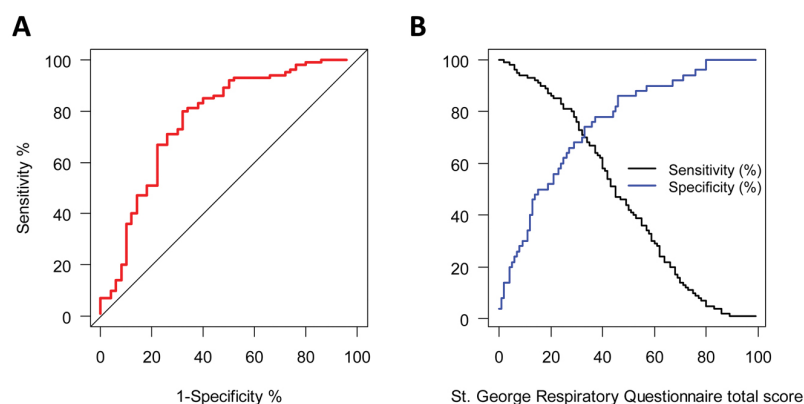 A
100
80
60
40
20
0
Sensitivity %
0 20 40 60 80 100
1-Specificity %
B
100
80
60
40
20
0
Sensitivity (%)
Specificity (%)
0 20 40 60 80 100
St. George Respiratory Questionnaire total score